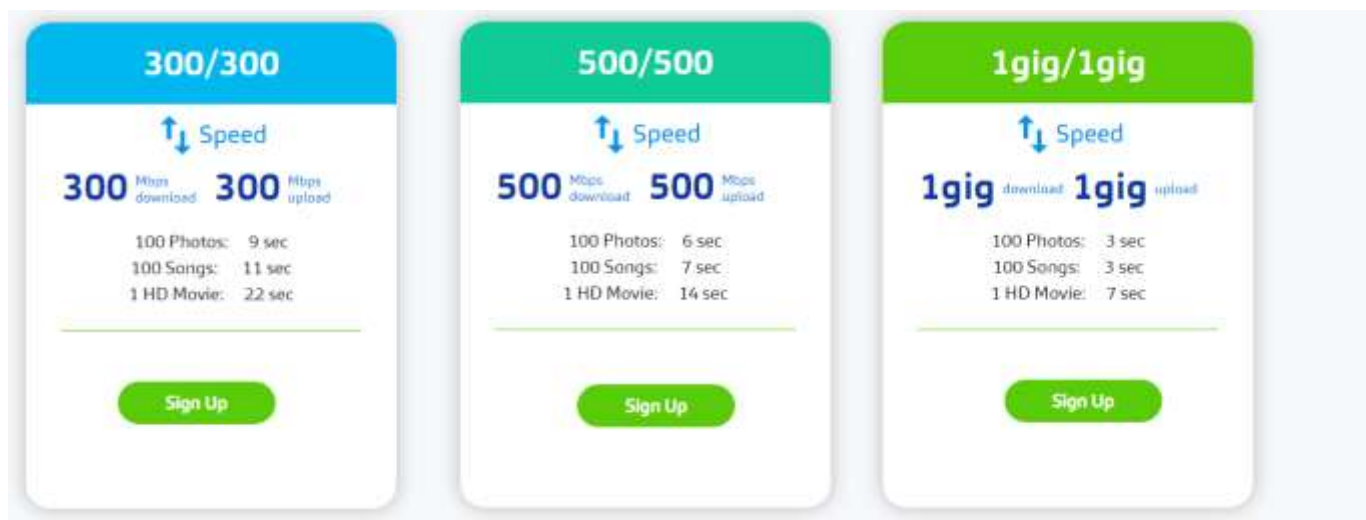 300/300
Speed
300 Mbps download 300 Mbps upload
100 Photos: 9 sec
100 Songs: 11 sec
1 HD Movie: 22 sec
Sign Up
500/500
Speed
500 Mbps download 500 Mbps upload
100 Photos: 6 sec
100 Songs: 7 sec
1 HD Movie: 14 sec
Sign Up
1gig/1gig
Speed
1gig download 1gig upload
100 Photos: 3 sec
100 Songs: 3 sec
1 HD Movie: 7 sec
Sign Up